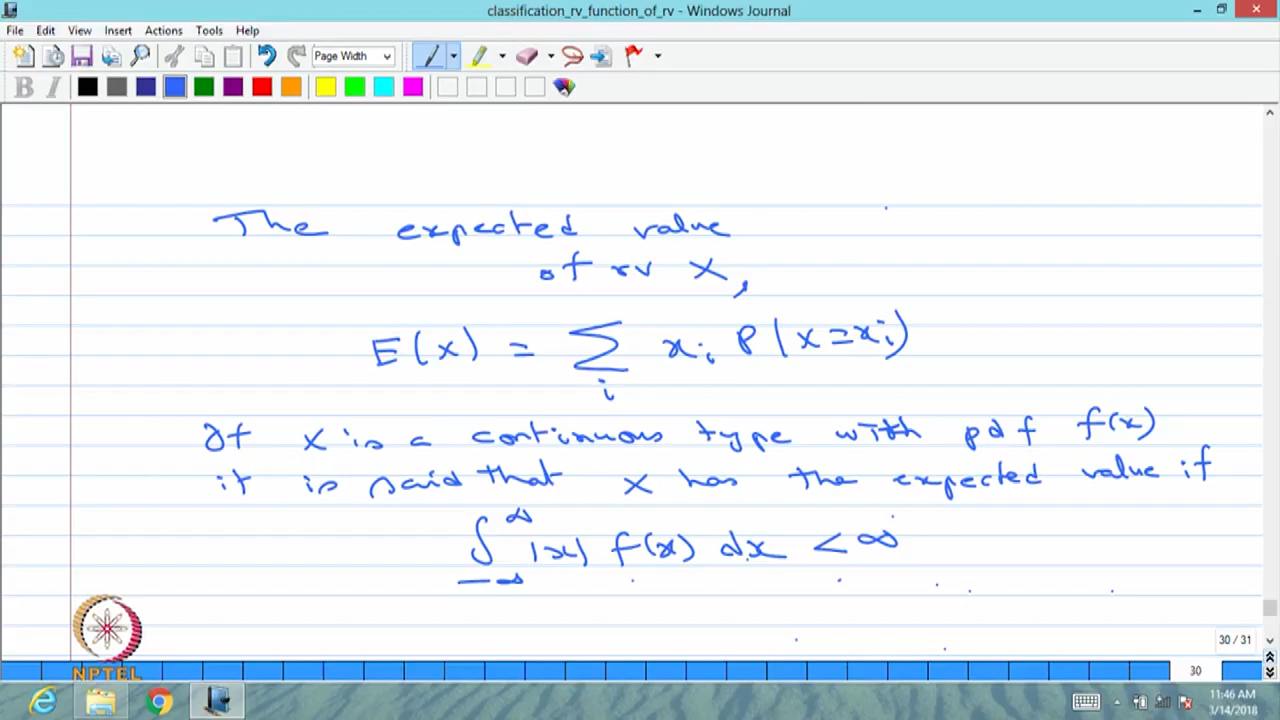 classification_rv_function_of_rv - Windows Journal
File Edit View Insert Actions Tools Help
Page Width
B I
The expected value
of rv X,
E(X) = ∑ xi P(X=xi)
i
If X is a continuous type with pdf f(x)
it is said that X has the expected value if
∫ |x| f(x) dx < ∞
-∞ ∞
30 / 31
NPTEL
30
11:46 AM
3/14/2018